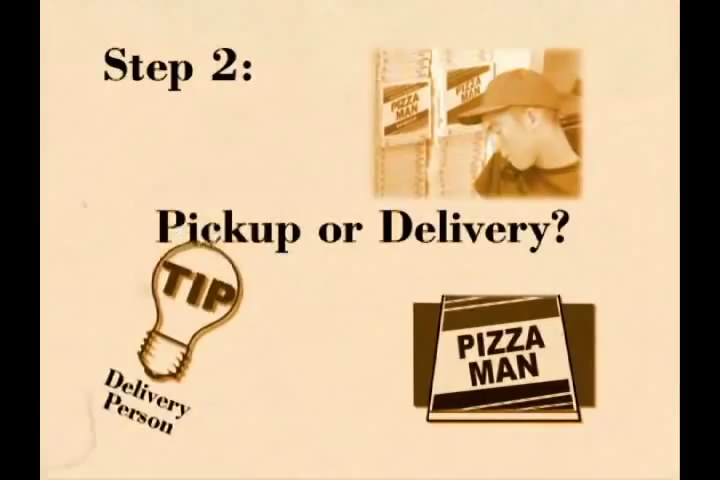 Step 2:
PIZZA
MAN
PIZZA
MAN
Pickup or Delivery?
TIP
Delivery
Person
PIZZA
MAN